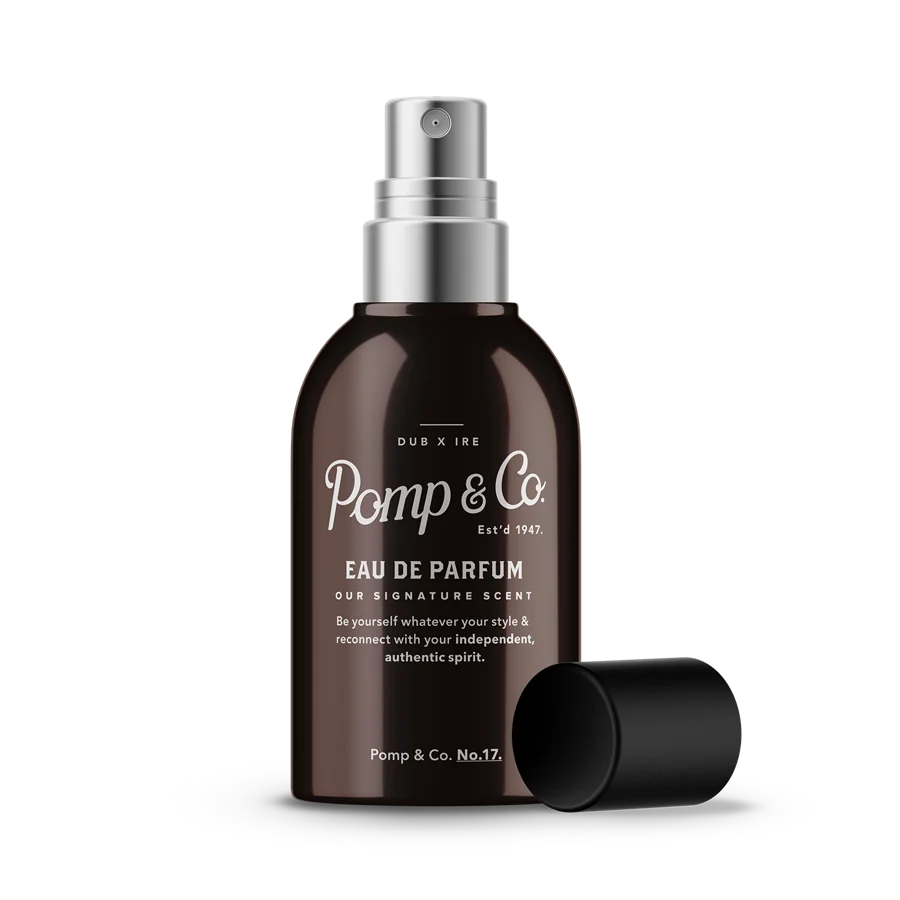 DUB X IRE
Pomp & Co.
Est'd 1947.
EAU DE PARFUM
OUR SIGNATURE SCENT
Be yourself whatever your style &
reconnect with your independent,
authentic spirit.
Pomp & Co. No.17.